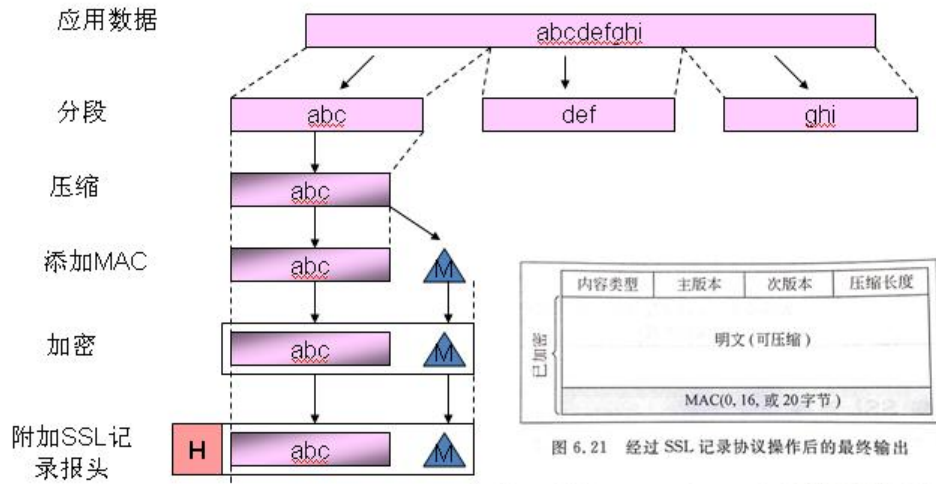 应用数据
abcdefghi
分段
abc
def
ghi
压缩
abc
添加MAC
abc
M
加密
abc
M
附加SSL记
录报头
H
abc
M
内容类型
主版本
次版本
压缩长度
已加密
明文(可压缩)
MAC(0, 16, 或 20 字节)
图 6.21 经过 SSL 记录协议操作后的最终输出